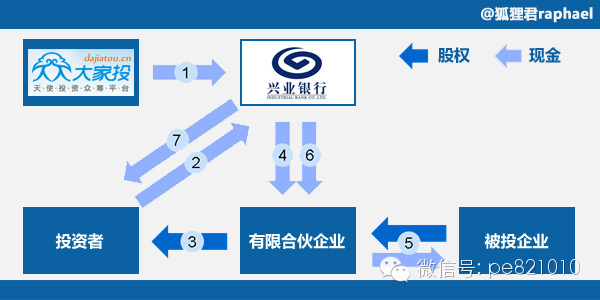 @狐狸君raphael
dajiatou.cn
大家投
天使投资众筹平台
1
兴业银行
INDUSTRIAL BANK CO.,LTD.
股权
现金
7
2
4
6
投资者
3
有限合伙企业
5
被投企业
微信号: pe821010